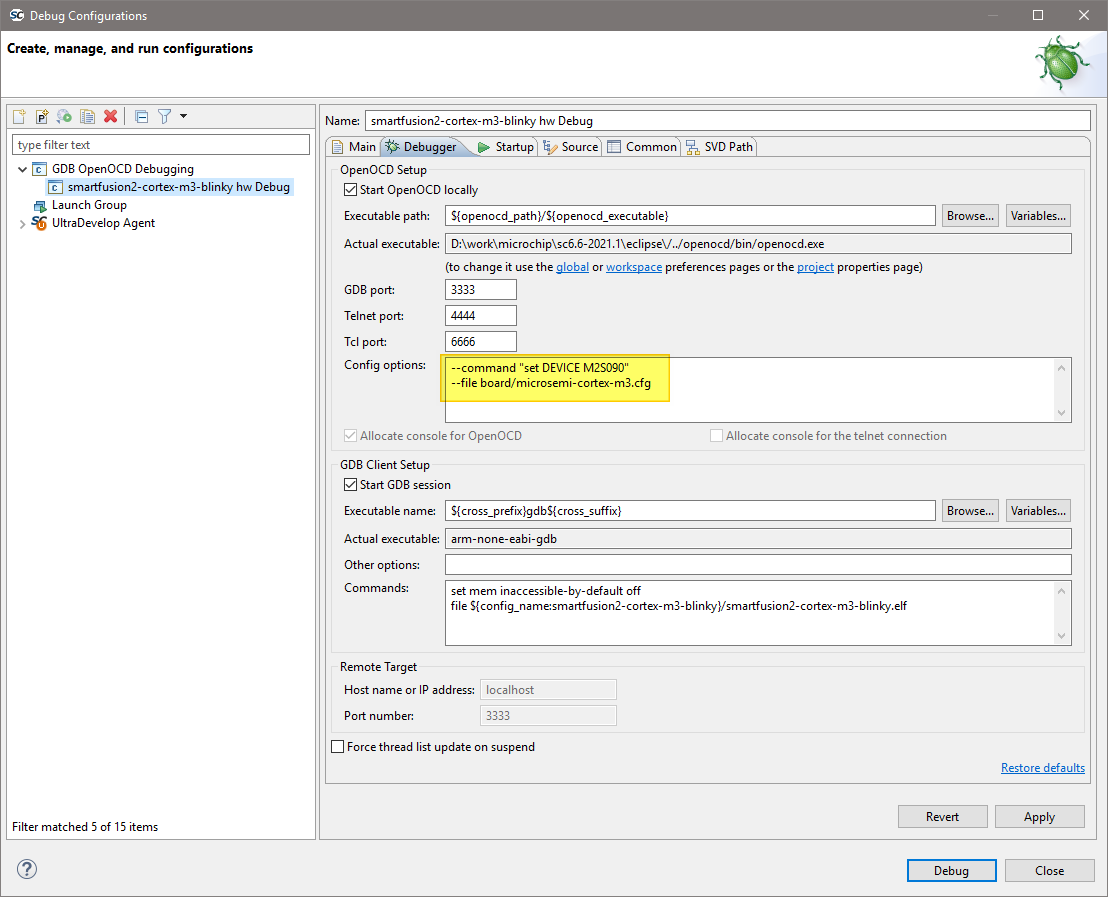 Debug Configurations
Create, manage, and run configurations
type filter text
GDB OpenOCD Debugging
smartfusion2-cortex-m3-blinky hw Debug
Launch Group
UltraDevelop Agent
Filter matched 5 of 15 items
Name: smartfusion2-cortex-m3-blinky hw Debug
Main Debugger Startup Source Common SVD Path
OpenOCD Setup
Start OpenOCD locally
Executable path: ${openocd_path}/${openocd_executable} Browse... Variables...
Actual executable: D:\work\microchip\sc6.6-2021.1\eclipse\/../openocd/bin/openocd.exe
(to change it use the global or workspace preferences pages or the project properties page)
GDB port: 3333
Telnet port: 4444
Tcl port: 6666
Config options: --command "set DEVICE M2S090"
--file board/microsemi-cortex-m3.cfg
Allocate console for OpenOCD Allocate console for the telnet connection
GDB Client Setup
Start GDB session
Executable name: ${cross_prefix}gdb${cross_suffix} Browse... Variables...
Actual executable: arm-none-eabi-gdb
Other options:
Commands: set mem inaccessible-by-default off
file ${config_name:smartfusion2-cortex-m3-blinky}/smartfusion2-cortex-m3-blinky.elf
Remote Target
Host name or IP address: localhost
Port number: 3333
Force thread list update on suspend
Restore defaults
Revert Apply
Debug Close